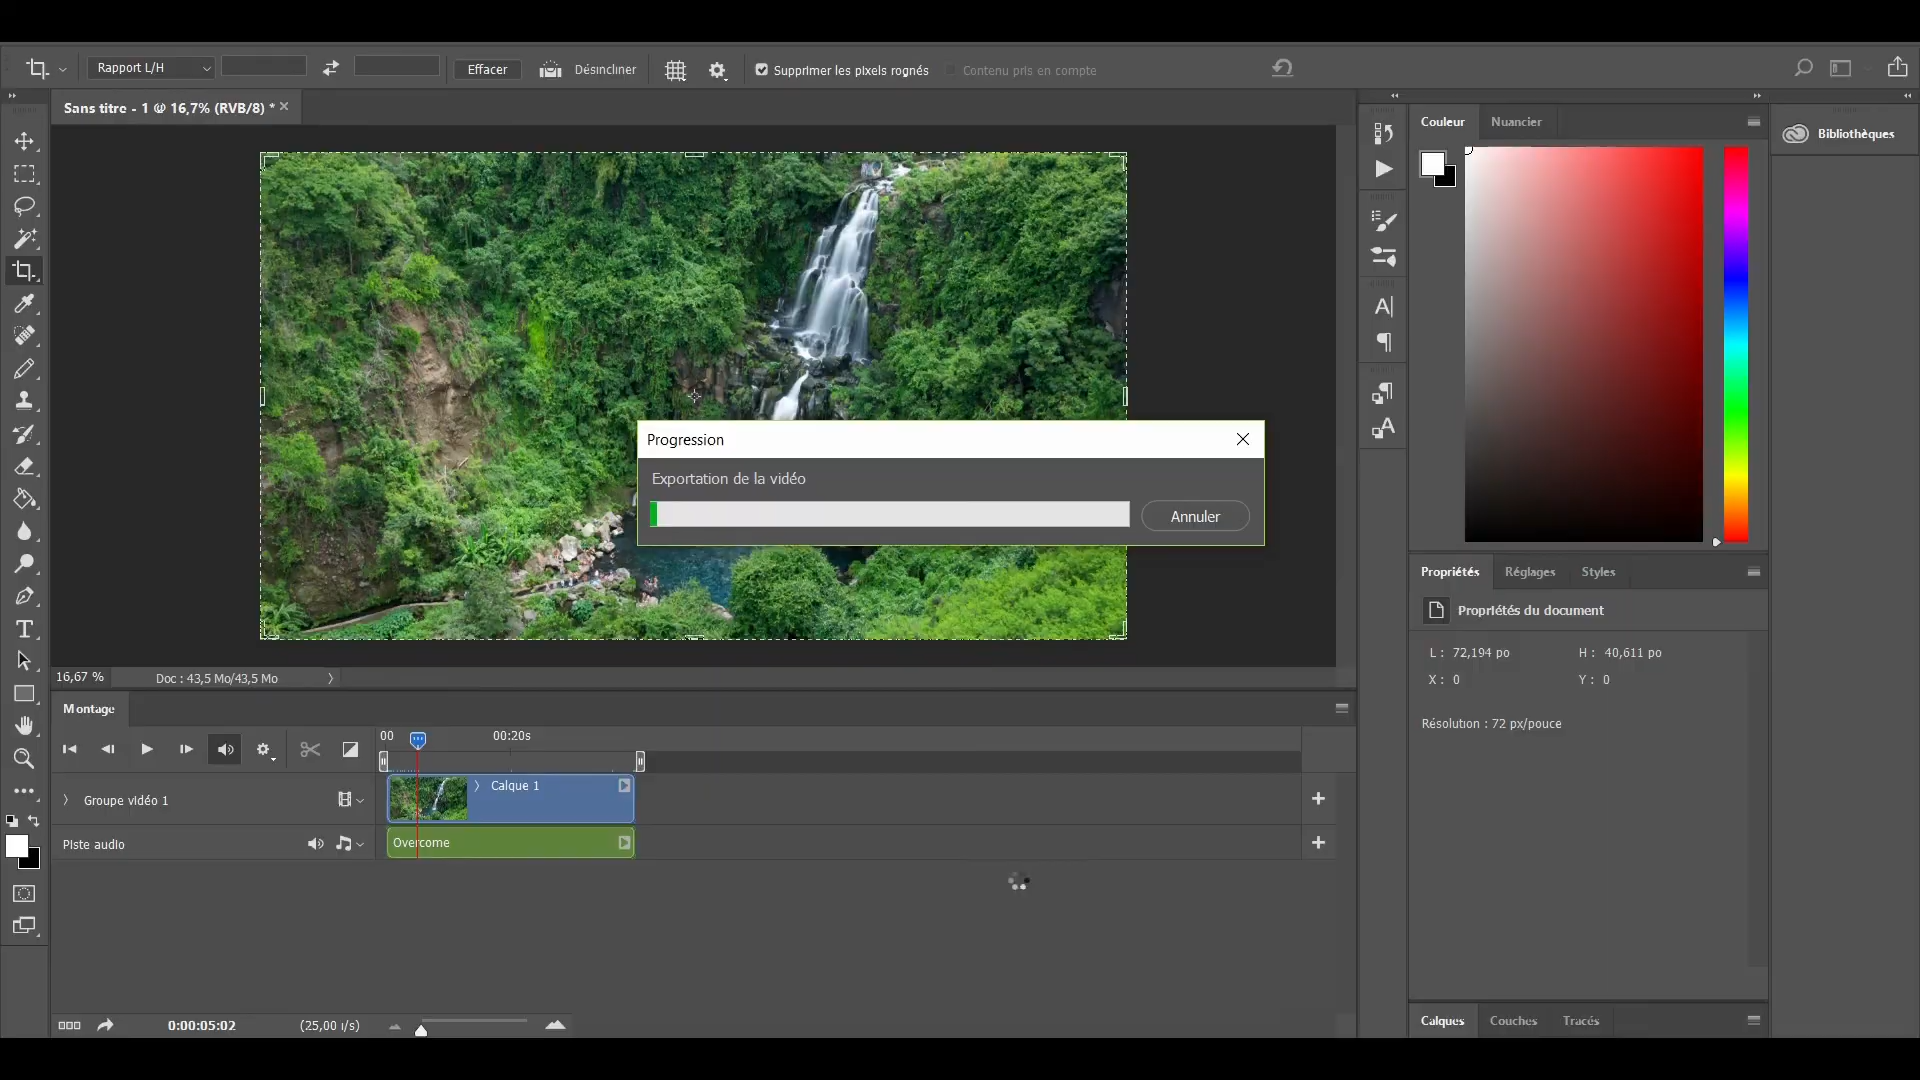 Rapport L/H
Effacer
Désincliner
Supprimer les pixels rognés
Contenu pris en compte
Sans titre - 1 @ 16,7% (RVB/8) *
Couleur
Nuancier
Bibliothèques
Progression
Exportation de la vidéo
Annuler
Propriétés
Réglages
Styles
Propriétés du document
L : 72,194 po
H : 40,611 po
X : 0
Y : 0
Résolution : 72 px/pouce
16,67 %
Doc : 43,5 Mo/43,5 Mo
Montage
00
00:20s
Groupe vidéo 1
Calque 1
Piste audio
Overcome
0:00:05:02
(25,00 i/s)
Calques
Couches
Tracés